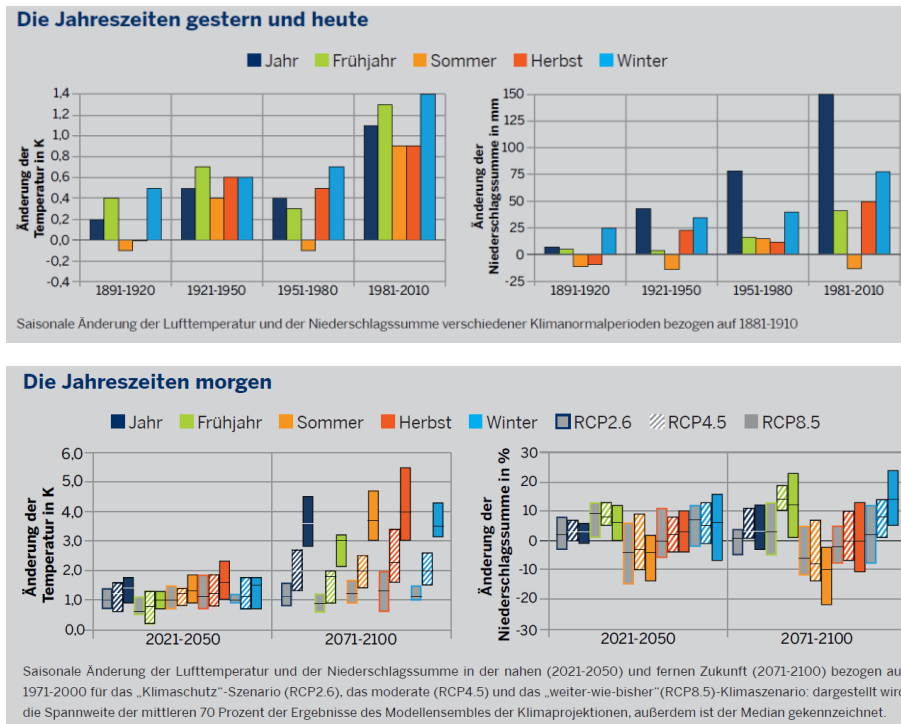 Die Jahreszeiten gestern und heute
Jahr Frühjahr Sommer Herbst Winter
Änderung der
Temperatur in K
1,4
1,2
1,0
0,8
0,6
0,4
0,2
0,0
-0,2
-0,4
1891-1920 1921-1950 1951-1980 1981-2010
Änderung der
Niederschlagssumme in mm
150
125
100
75
50
25
0
-25
1891-1920 1921-1950 1951-1980 1981-2010
Saisonale Änderung der Lufttemperatur und der Niederschlagssumme verschiedener Klimanormalperioden bezogen auf 1881-1910
Die Jahreszeiten morgen
Jahr Frühjahr Sommer Herbst Winter RCP2.6 RCP4.5 RCP8.5
Änderung der
Temperatur in K
6,0
5,0
4,0
3,0
2,0
1,0
0,0
2021-2050 2071-2100
Änderung der
Niederschlagssumme in %
30
20
10
0
-10
-20
-30
2021-2050 2071-2100
Saisonale Änderung der Lufttemperatur und der Niederschlagssumme in der nahen (2021-2050) und fernen Zukunft (2071-2100) bezogen au
1971-2000 für das „Klimaschutz"-Szenario (RCP2.6), das moderate (RCP4.5) und das „weiter-wie-bisher"(RCP8.5)-Klimaszenario: dargestellt wird
die Spannweite der mittleren 70 Prozent der Ergebnisse des Modellensembles der Klimaprojektionen, außerdem ist der Median gekennzeichnet.